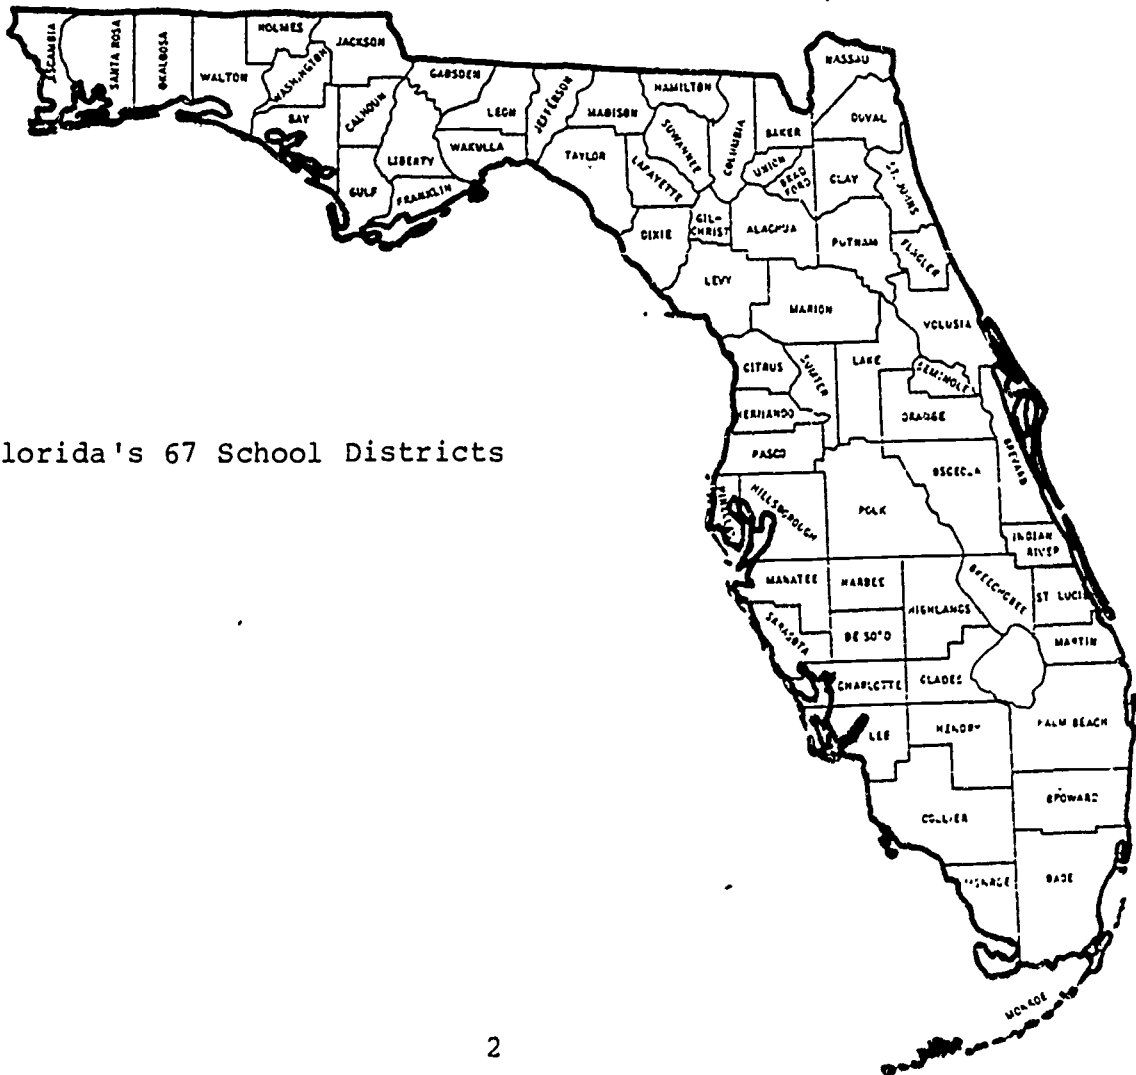 HOLMES
JACKSON
ESCAMBIA
SANTA ROSA
OKALOOSA
WALTON
WASHINGTON
BAY
CALHOUN
GULF
LIBERTY
FRANKLIN
GADSDEN
LEON
WAKULLA
JEFFERSON
MADISON
TAYLOR
HAMILTON
SUWANNEE
LAFAYETTE
COLUMBIA
DIXIE
GIL-
CHRIST
NASSAU
DUVAL
BAKER
UNION
BRAD
FORD
CLAY
ST. JOHNS
ALACHUA
PUTNAM
FLAGLER
LEVY
MARION
VOLUSIA
CITRUS
SUMTER
LAKE
SEMINOLE
HERNANDO
ORANGE
PASCO
OSCEOLA
BREVARD
lorida's 67 School Districts
PINELLAS
HILLSBOROUGH
POLK
INDIAN
RIVER
MANATEE
HARDEE
HIGHLANDS
OKEECHOBEE
ST LUCIE
SARASOTA
DE SOTO
MARTIN
CHARLOTTE
GLADES
LEE
HENDRY
PALM BEACH
COLLIER
BROWARD
MONROE
DADE
MONROE
2